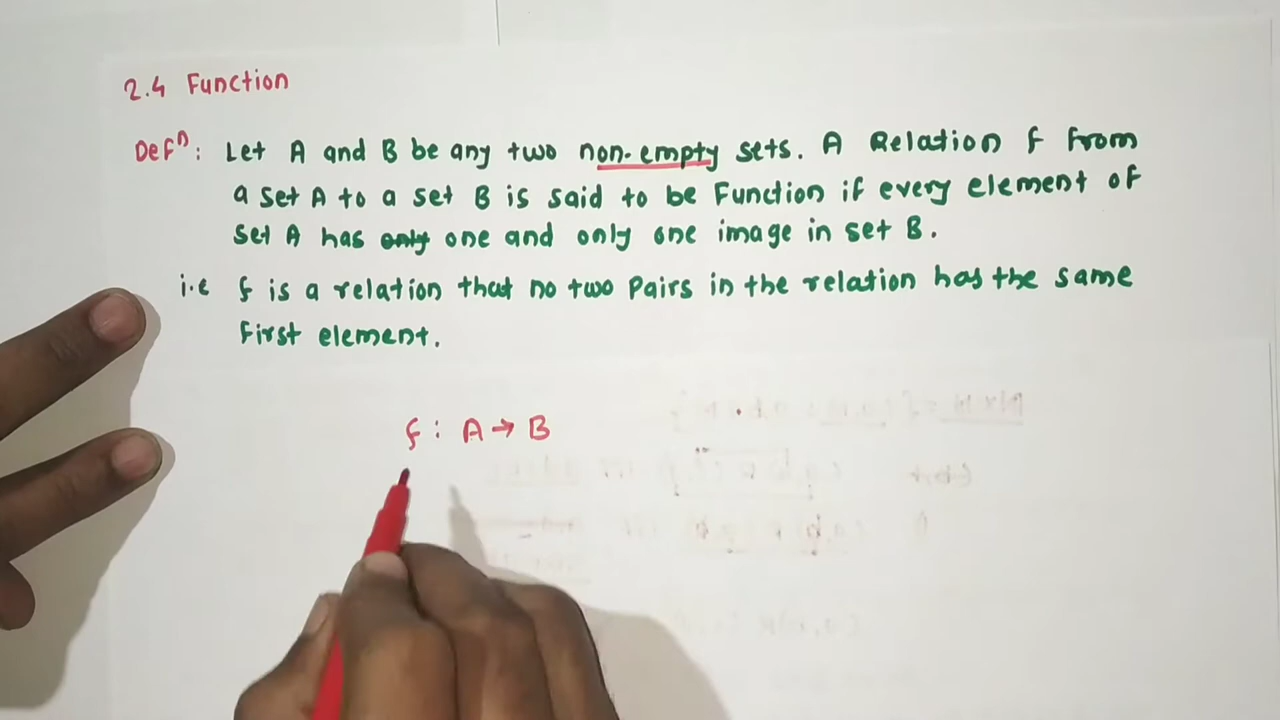 2.4 Function
Defⁿ: Let A and B be any two non-empty sets. A Relation f from
a set A to a set B is said to be Function if every element of
set A has only one and only one image in set B.
i.e f is a relation that no two Pairs in the relation has the same
First element.
f : A → B